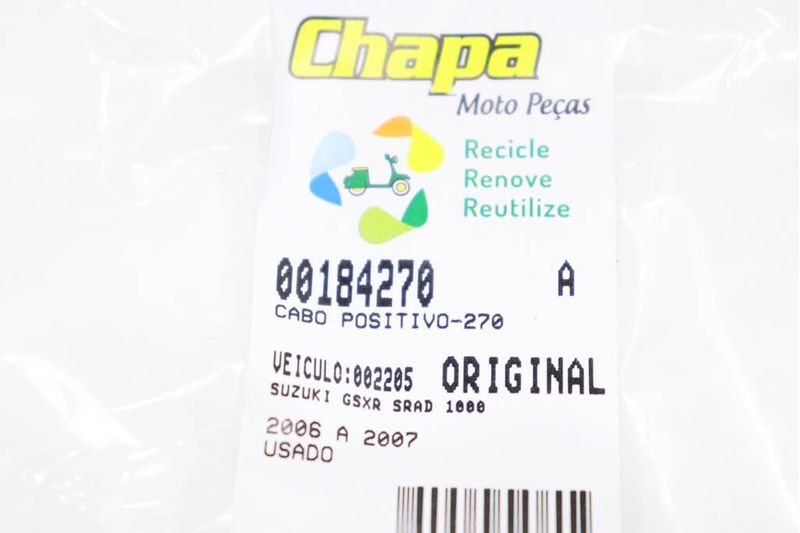 Chapa
Moto Peças
Recicle
Renove
Reutilize
00184270 A
CABO POSITIVO-270
VEICULO:002205 ORIGINAL
SUZUKI GSXR SRAD 1000
2006 A 2007
USADO